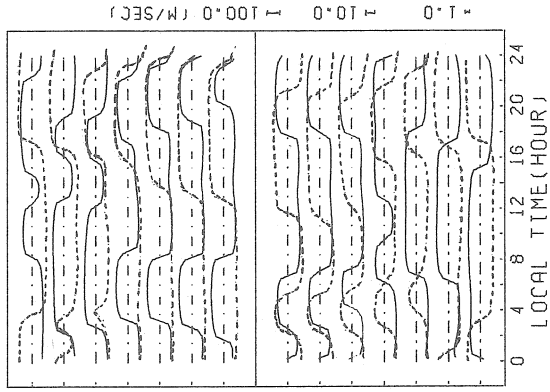 ⌶ 100.0 (M/SEC)
⌶ 10.0
⌶ 1.0
0 4 8 12 16 20 24
LOCAL TIME(HOUR)